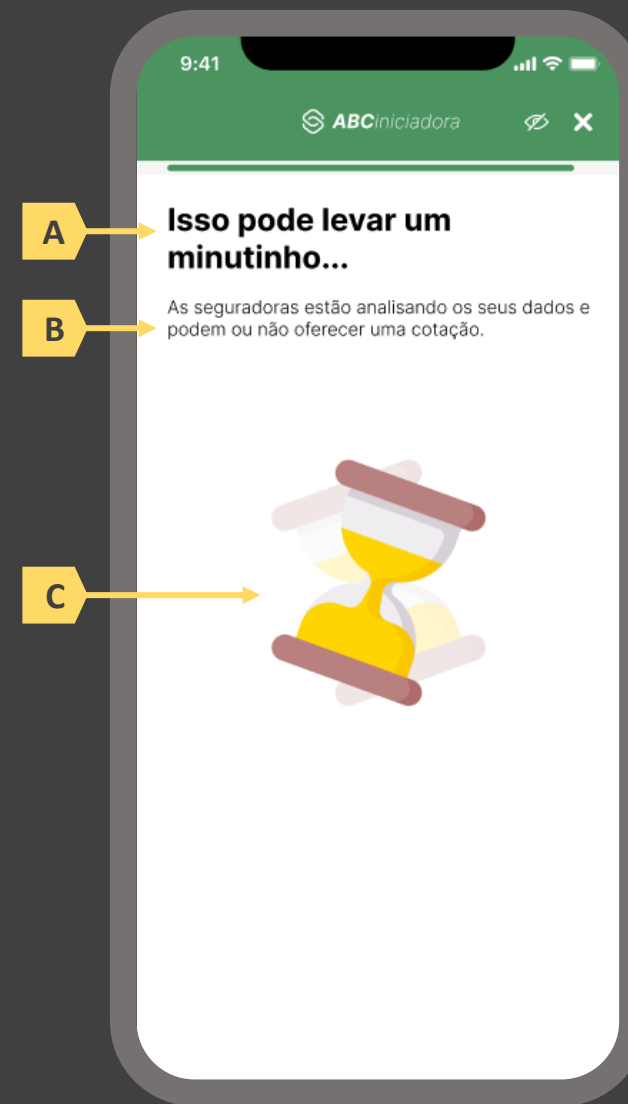 9:41
ABCiniciadora
A
Isso pode levar um
minutinho...
B
As seguradoras estão analisando os seus dados e
podem ou não oferecer uma cotação.
C